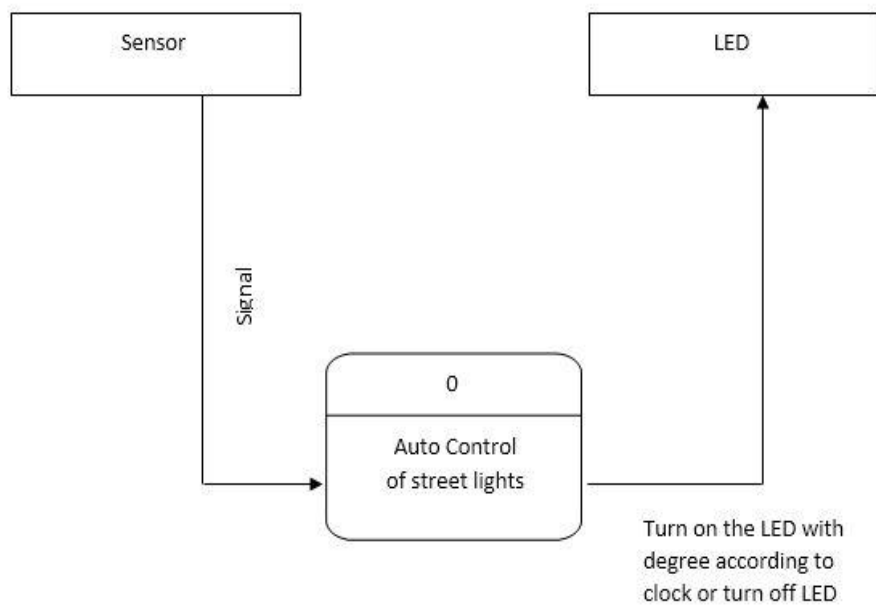 Sensor
LED
Signal
0
Auto Control
of street lights
Turn on the LED with
degree according to
clock or turn off LED